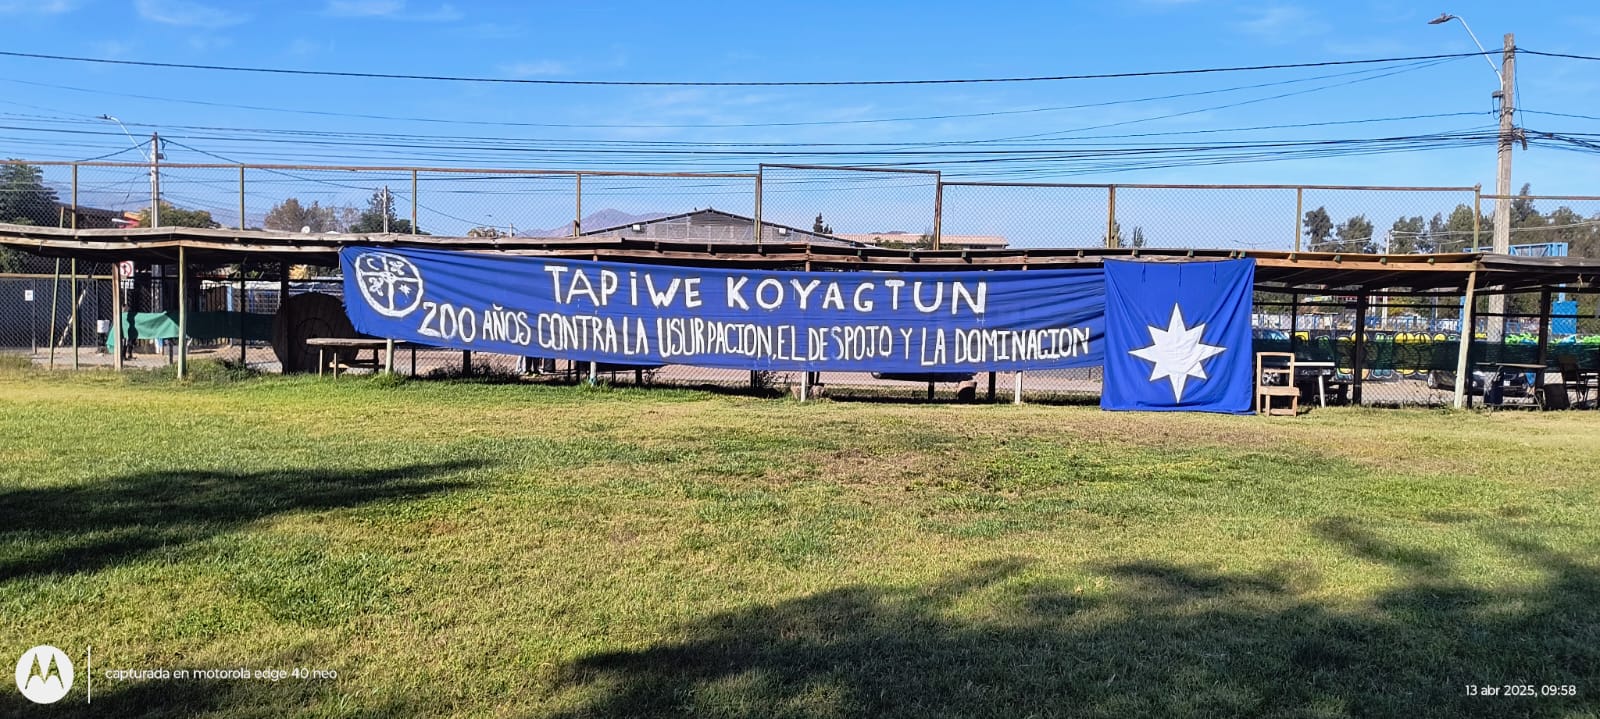 TAPIWE KOYAGTUN
200 AÑOS CONTRA LA USURPACION, EL DESPOJO Y LA DOMINACION
capturada en motorola edge 40 neo
13 abr 2025, 09:58